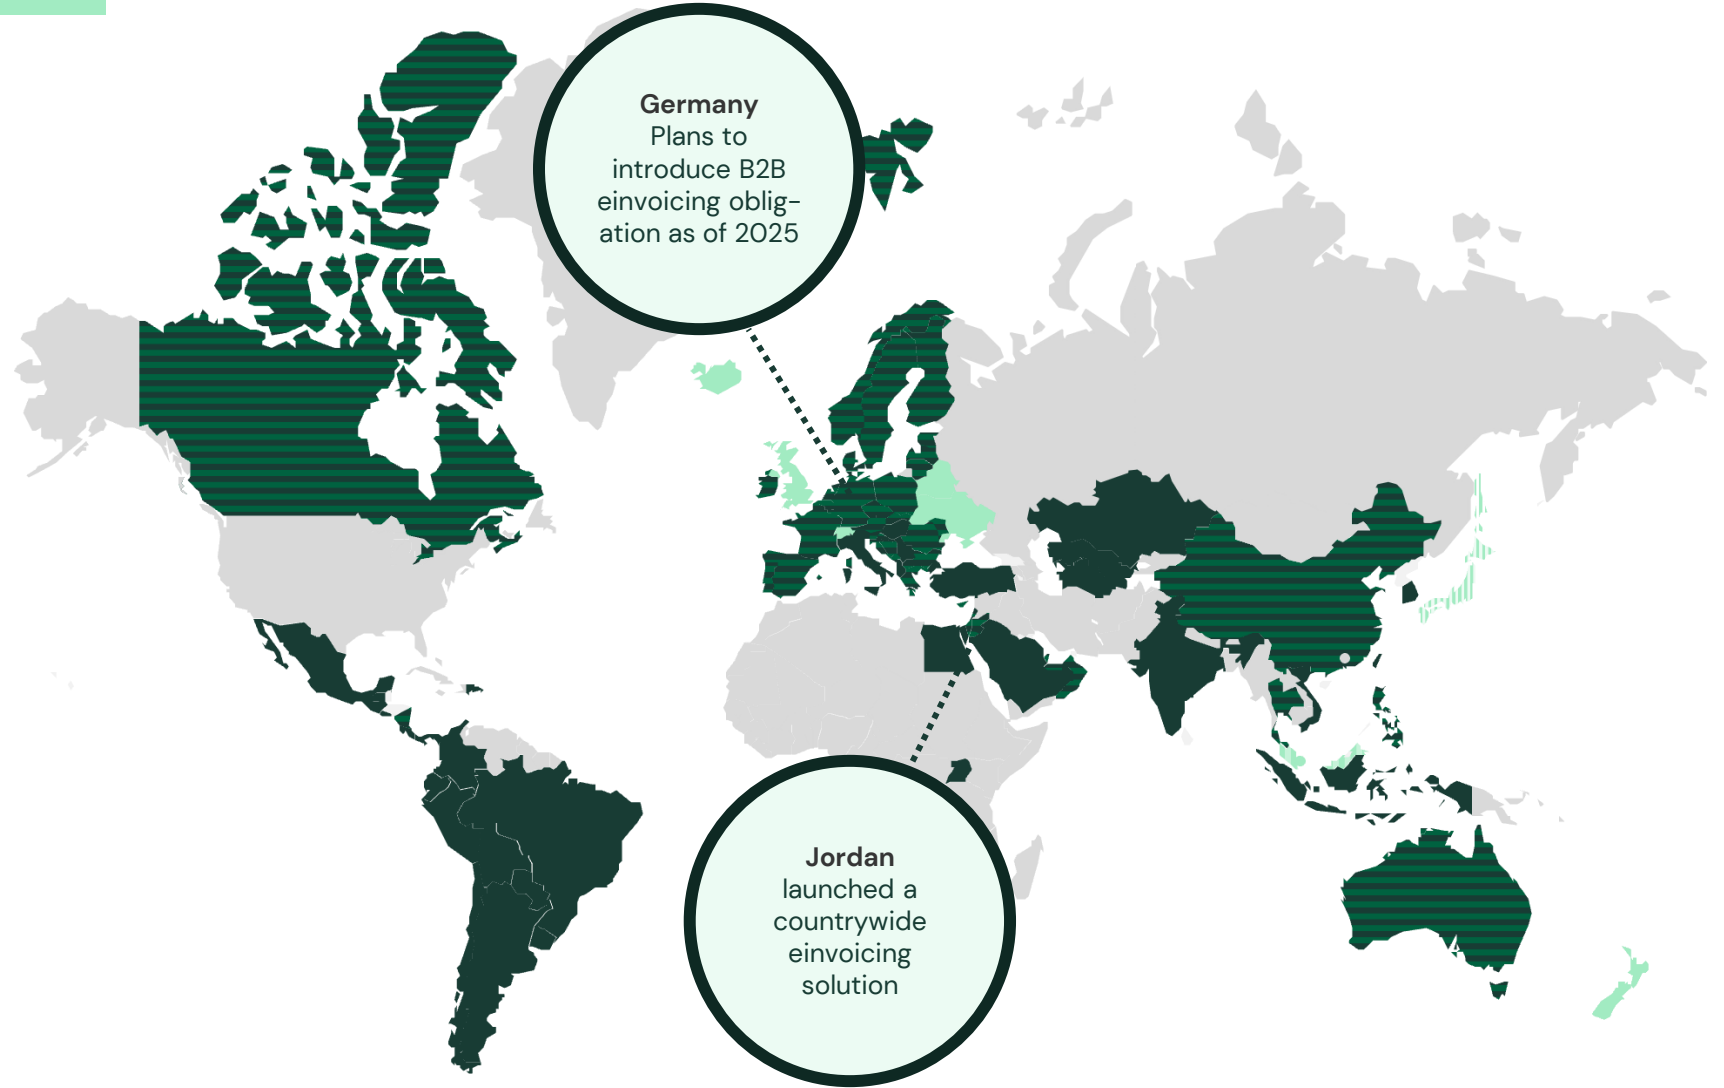 Germany
Plans to
introduce B2B
einvoicing oblig-
ation as of 2025
Jordan
launched a
countrywide
einvoicing
solution